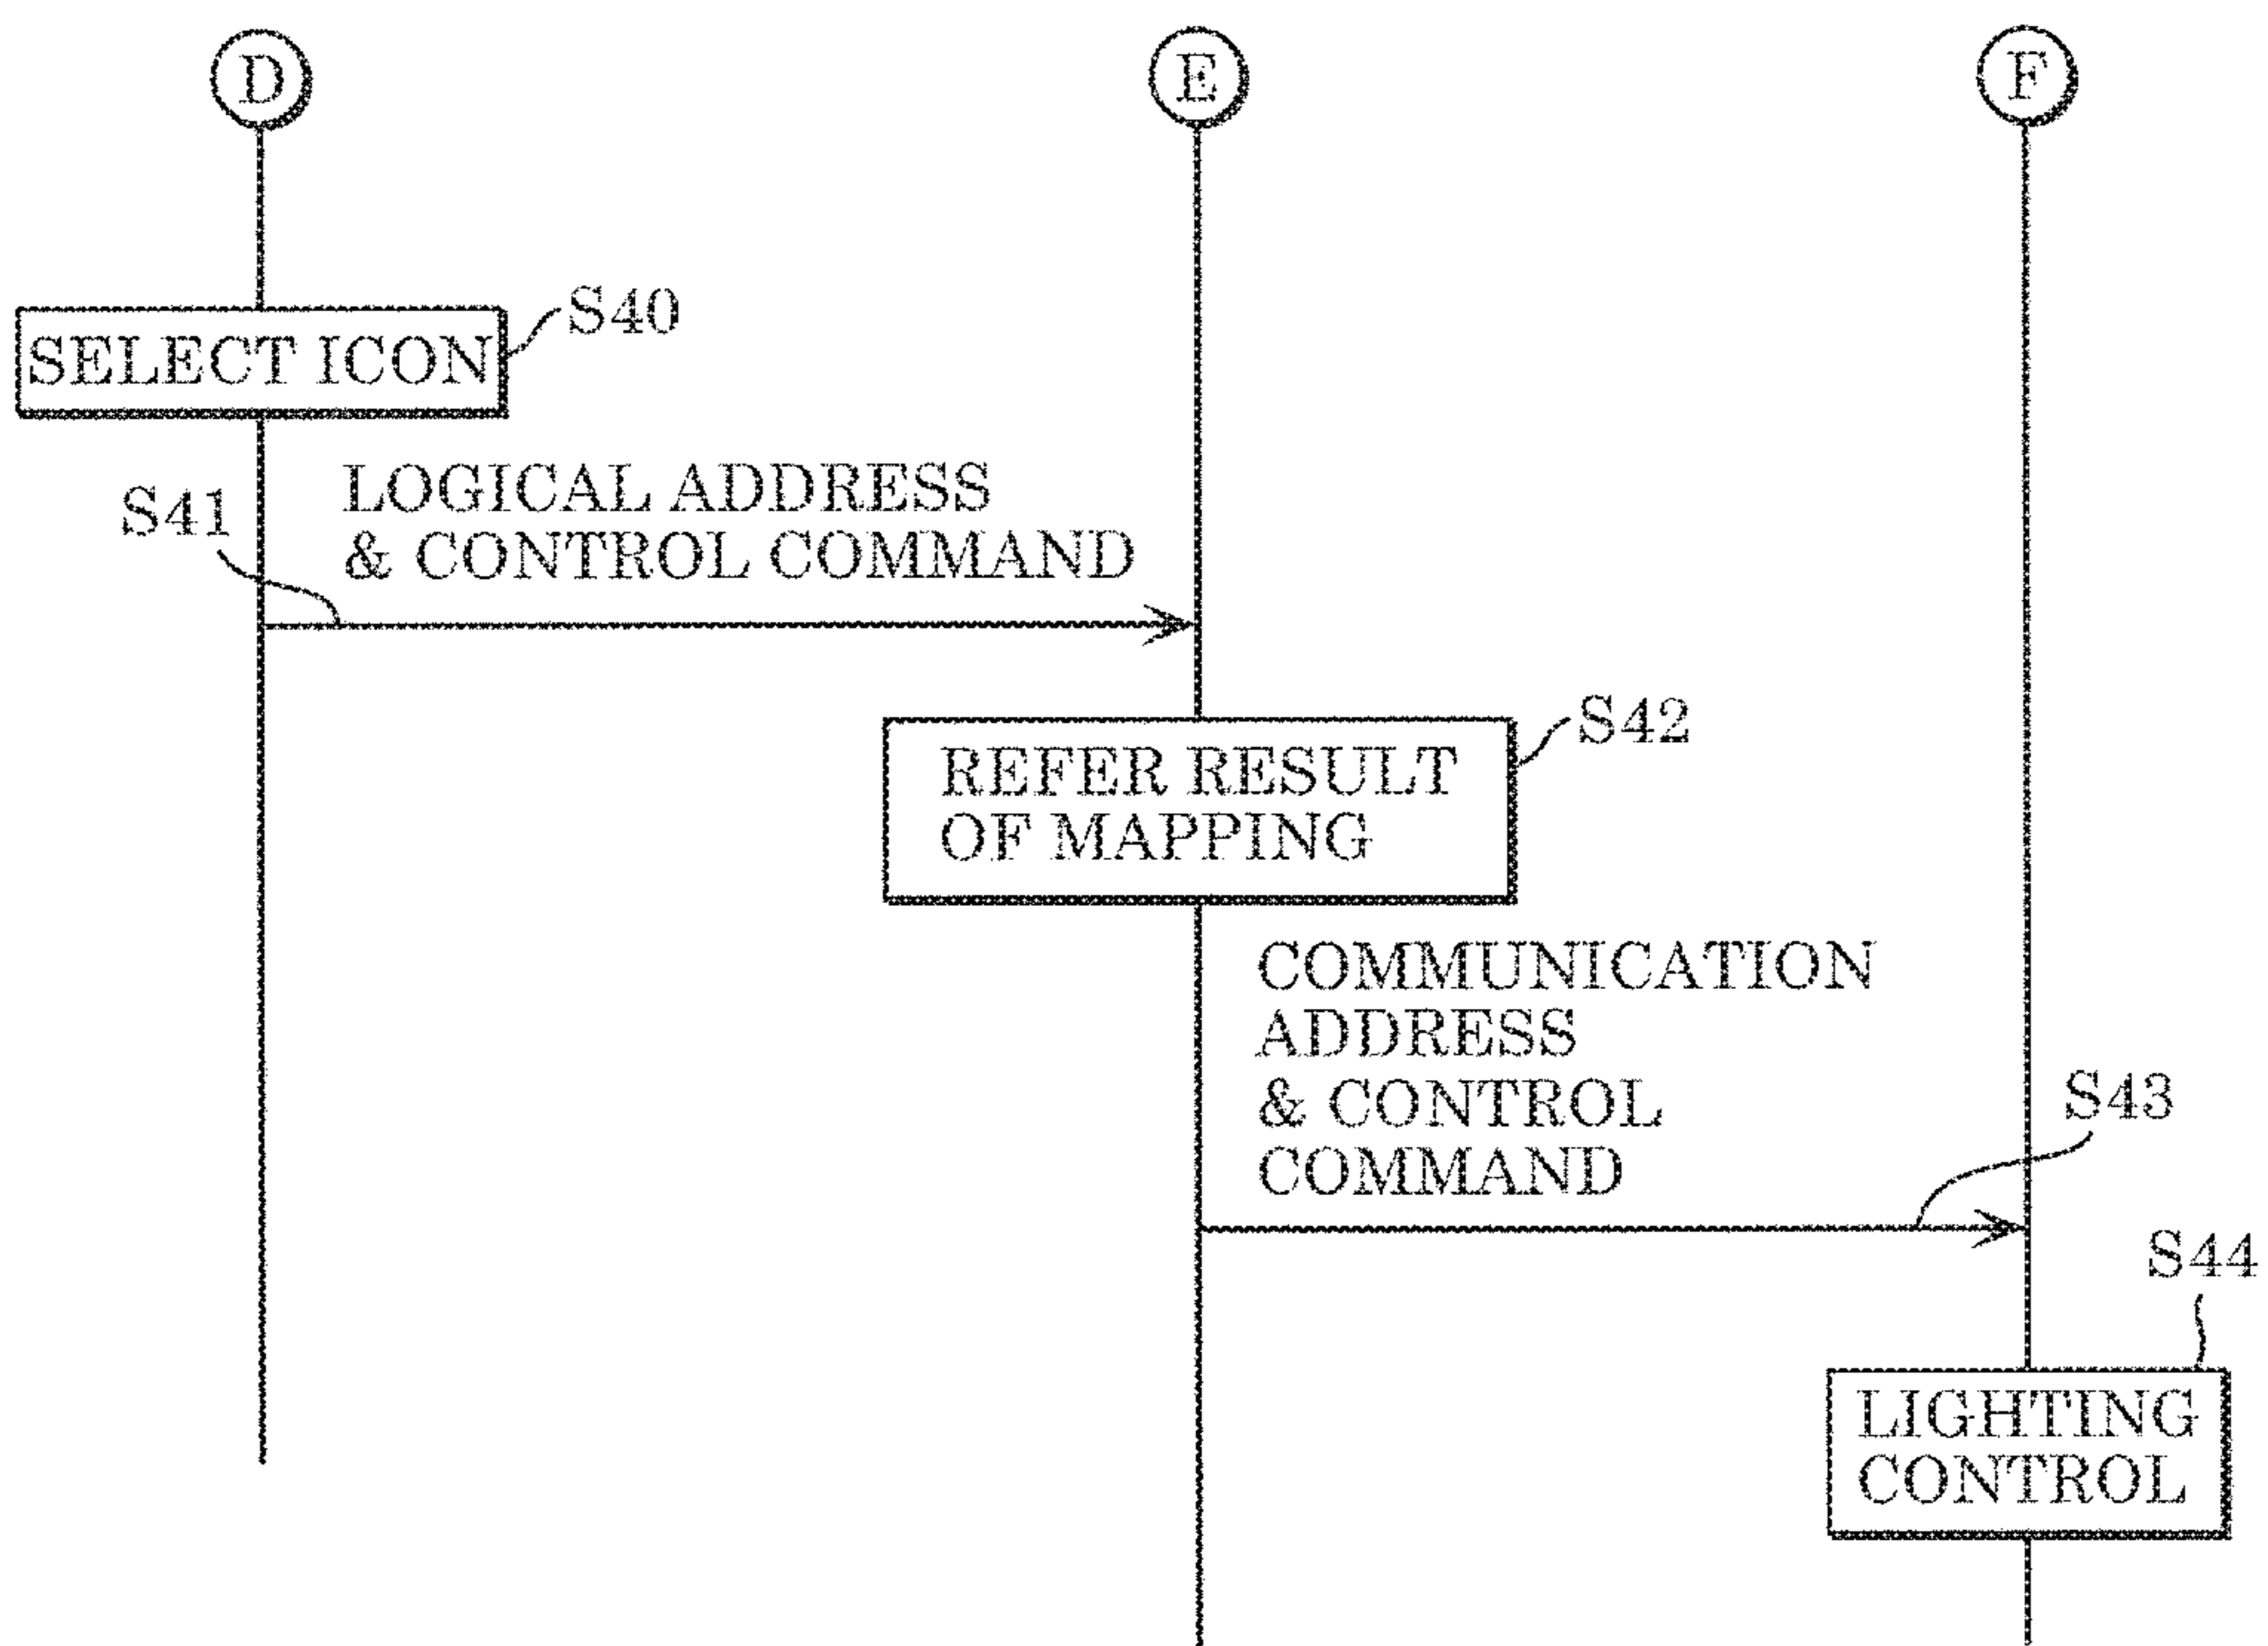 D
E
F
S40
SELECT ICON
S41
LOGICAL ADDRESS
& CONTROL COMMAND
S42
REFER RESULT
OF MAPPING
COMMUNICATION
ADDRESS
& CONTROL
COMMAND
S43
S44
LIGHTING
CONTROL